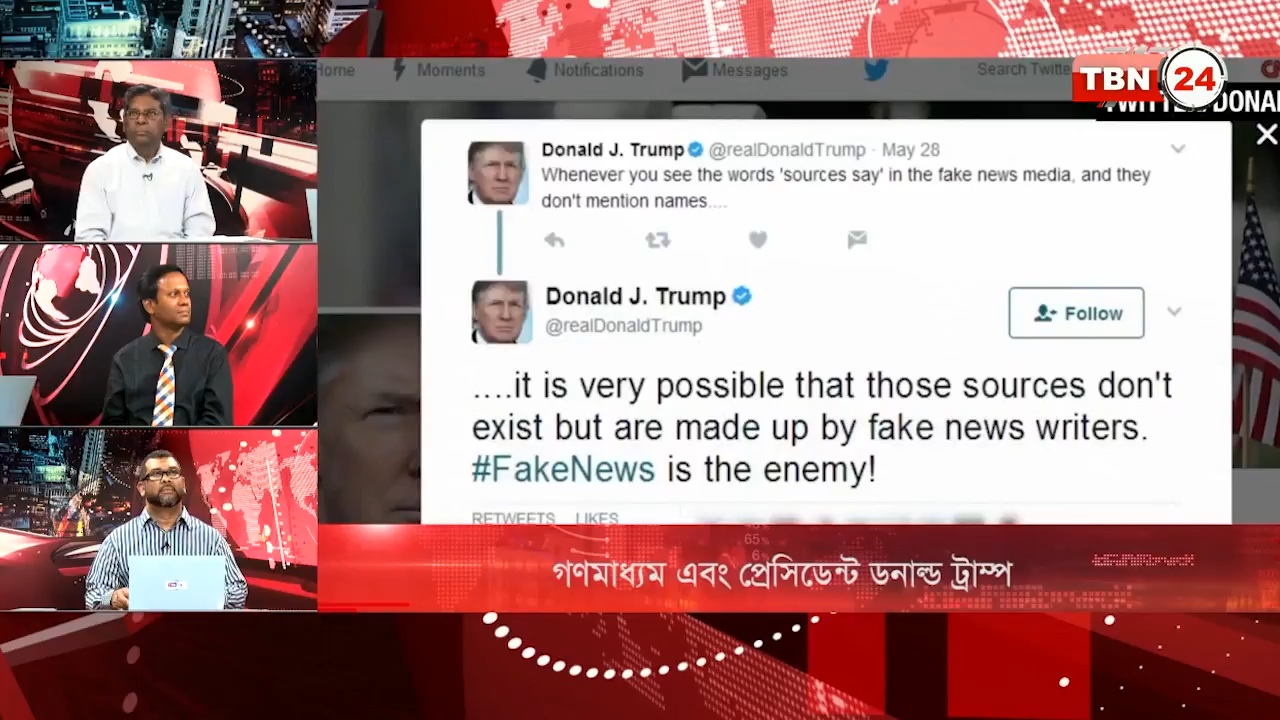 Home Moments Notifications Messages Search Twitte
TBN 24
Donald J. Trump @realDonaldTrump · May 28
Whenever you see the words 'sources say' in the fake news media, and they
don't mention names....
Donald J. Trump
@realDonaldTrump
Follow
....it is very possible that those sources don't
exist but are made up by fake news writers.
#FakeNews is the enemy!
RETWEETS LIKES
65%
গণমাধ্যম এবং প্রেসিডেন্ট ডনাল্ড ট্রাম্প
TBN